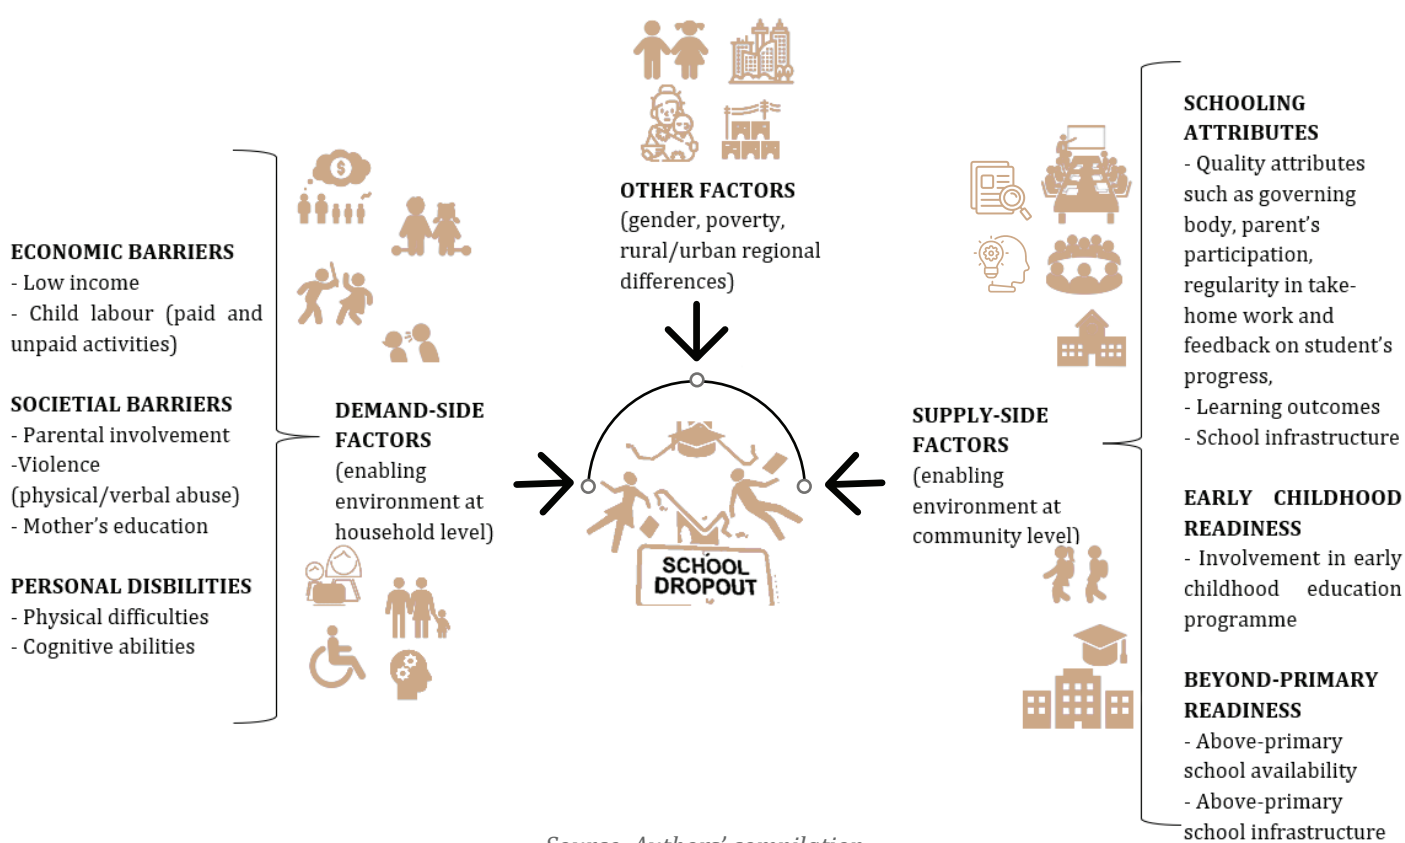 OTHER FACTORS
(gender, poverty,
rural/urban regional
differences)
ECONOMIC BARRIERS
- Low income
- Child labour (paid and
unpaid activities)
SOCIETIAL BARRIERS
- Parental involvement
-Violence
(physical/verbal abuse)
- Mother's education
PERSONAL DISBILITIES
- Physical difficulties
- Cognitive abilities
DEMAND-SIDE
FACTORS
(enabling
environment at
household level)
$
SCHOOL
DROPOUT
SUPPLY-SIDE
FACTORS
(enabling
environment at
community level)
SCHOOLING
ATTRIBUTES
- Quality attributes
such as governing
body, parent's
participation,
regularity in take-
home work and
feedback on student's
progress,
- Learning outcomes
- School infrastructure
EARLY CHILDHOOD
READINESS
- Involvement in early
childhood education
programme
BEYOND-PRIMARY
READINESS
- Above-primary
school availability
- Above-primary
school infrastructure
Source: Authors' compilation